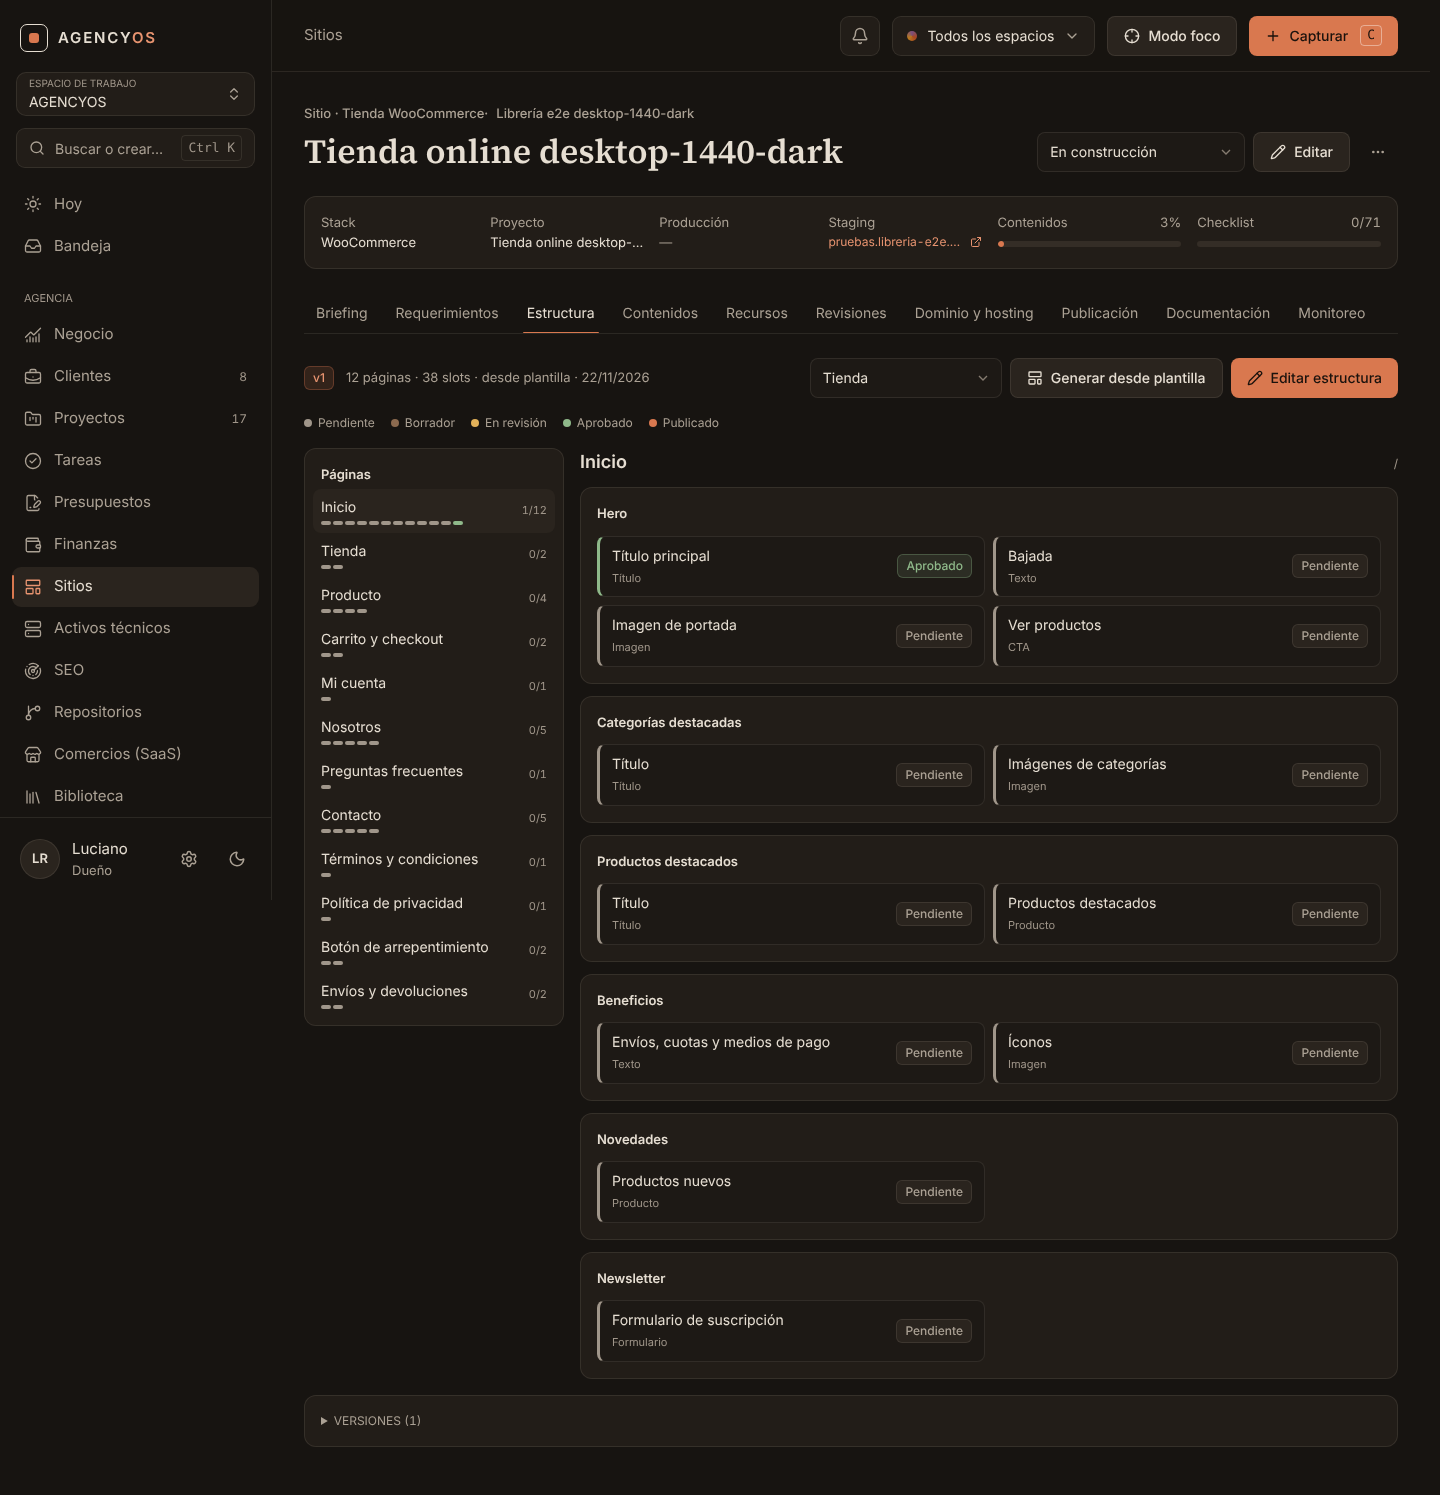 AGENCYOS
ESPACIO DE TRABAJO
AGENCYOS
Buscar o crear... Ctrl K
Hoy
Bandeja
AGENCIA
Negocio
Clientes 8
Proyectos 17
Tareas
Presupuestos
Finanzas
Sitios
Activos técnicos
SEO
Repositorios
Comercios (SaaS)
Biblioteca
LR
Luciano
Dueño
Sitios
Todos los espacios
Modo foco
Capturar C
Sitio · Tienda WooCommerce· Librería e2e desktop-1440-dark
Tienda online desktop-1440-dark
En construcción
Editar
Stack
WooCommerce
Proyecto
Tienda online desktop-...
Producción
—
Staging
pruebas.libreria-e2e....
Contenidos 3%
Checklist 0/71
Briefing Requerimientos Estructura Contenidos Recursos Revisiones Dominio y hosting Publicación Documentación Monitoreo
v1 12 páginas · 38 slots · desde plantilla · 22/11/2026
Tienda
Generar desde plantilla
Editar estructura
Pendiente Borrador En revisión Aprobado Publicado
Páginas
Inicio 1/12
Tienda 0/2
Producto 0/4
Carrito y checkout 0/2
Mi cuenta 0/1
Nosotros 0/5
Preguntas frecuentes 0/1
Contacto 0/5
Términos y condiciones 0/1
Política de privacidad 0/1
Botón de arrepentimiento 0/2
Envíos y devoluciones 0/2
Inicio /
Hero
Título principal
Título
Aprobado
Bajada
Texto
Pendiente
Imagen de portada
Imagen
Pendiente
Ver productos
CTA
Pendiente
Categorías destacadas
Título
Título
Pendiente
Imágenes de categorías
Imagen
Pendiente
Productos destacados
Título
Título
Pendiente
Productos destacados
Producto
Pendiente
Beneficios
Envíos, cuotas y medios de pago
Texto
Pendiente
Íconos
Imagen
Pendiente
Novedades
Productos nuevos
Producto
Pendiente
Newsletter
Formulario de suscripción
Formulario
Pendiente
VERSIONES (1)